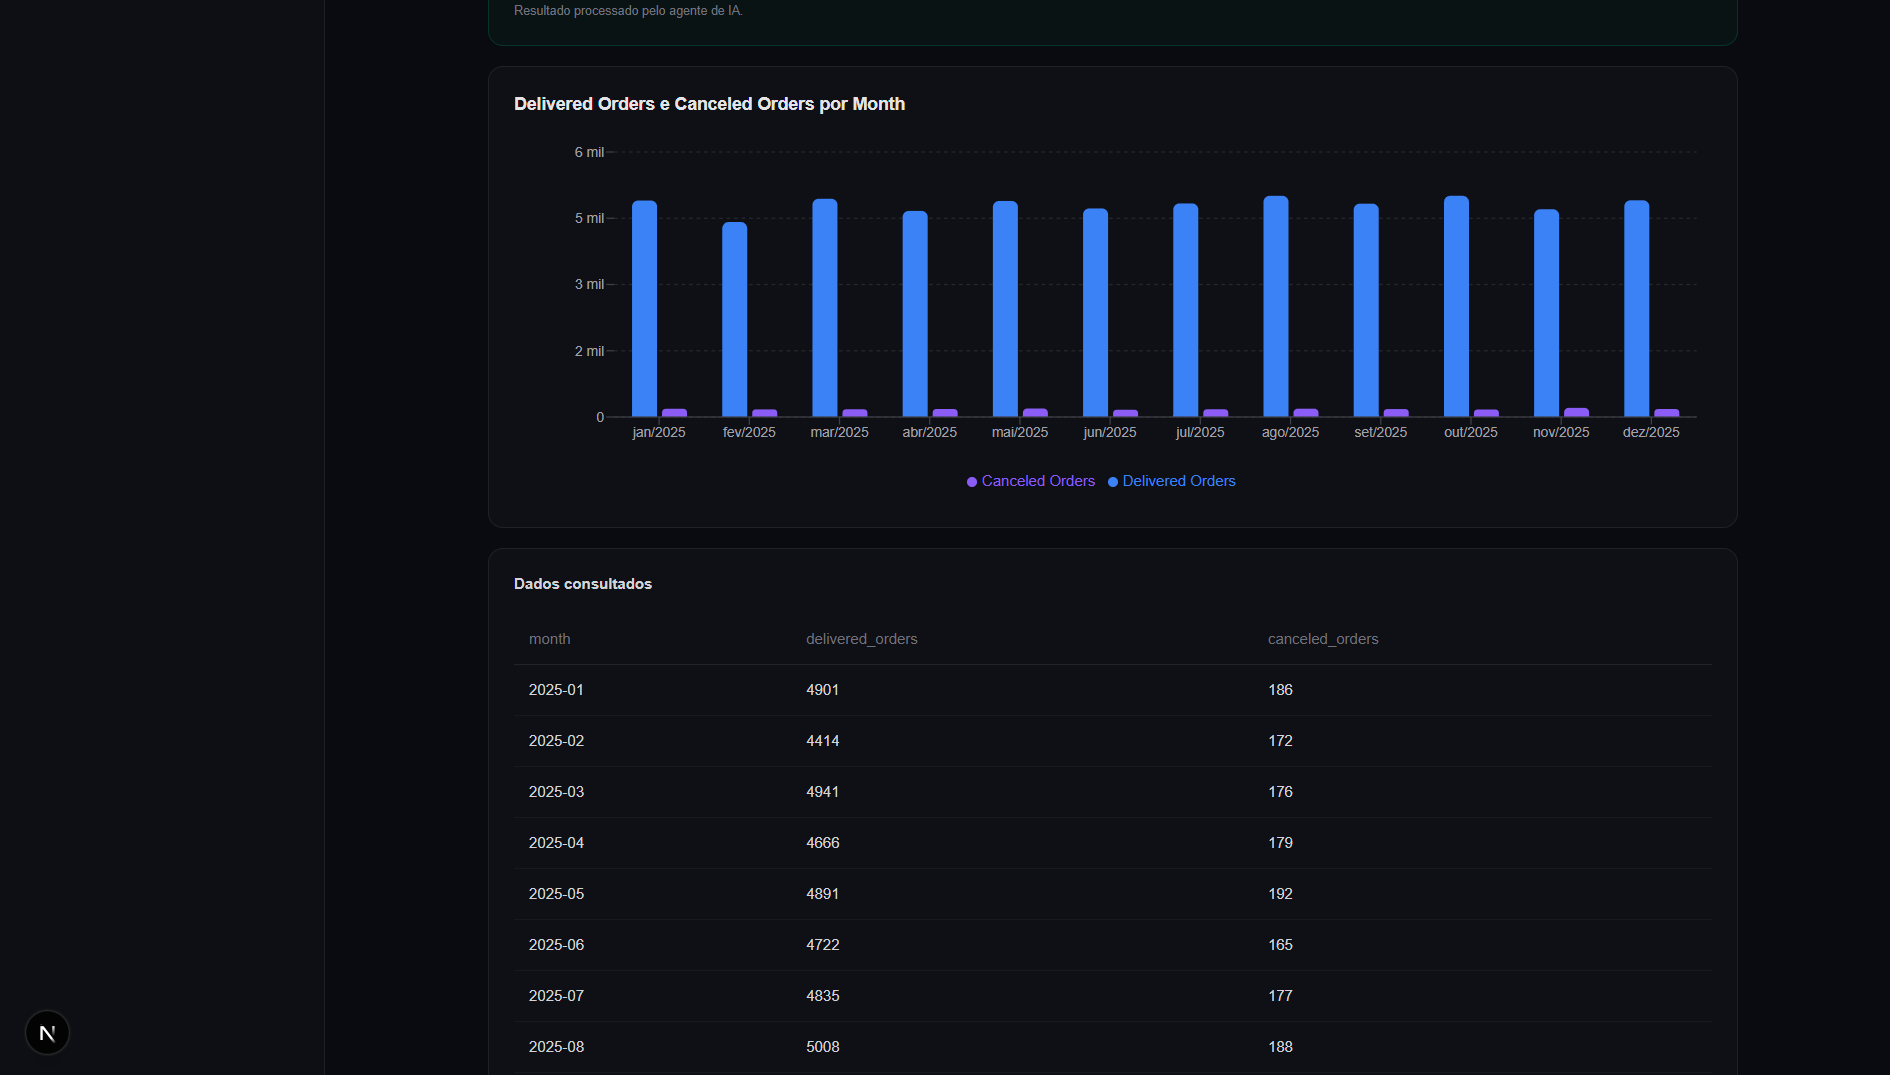 Resultado processado pelo agente de IA.
Delivered Orders e Canceled Orders por Month
6 mil
5 mil
3 mil
2 mil
0
jan/2025 fev/2025 mar/2025 abr/2025 mai/2025 jun/2025 jul/2025 ago/2025 set/2025 out/2025 nov/2025 dez/2025
Canceled Orders Delivered Orders
Dados consultados
month delivered_orders canceled_orders
2025-01 4901 186
2025-02 4414 172
2025-03 4941 176
2025-04 4666 179
2025-05 4891 192
2025-06 4722 165
2025-07 4835 177
2025-08 5008 188
N